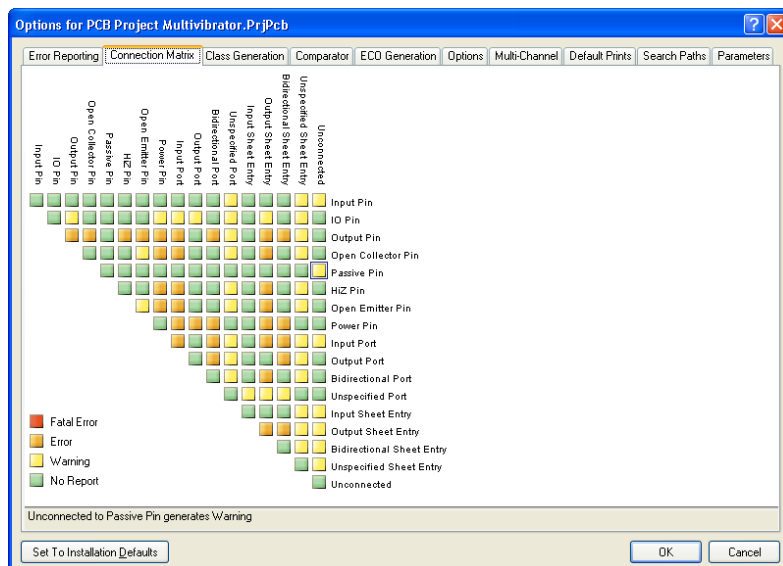 Options for PCB Project Multivibrator.PrjPcb
Error Reporting
Connection Matrix
Class Generation
Comparator
ECO Generation
Options
Multi-Channel
Default Prints
Search Paths
Parameters
Input Pin
IO Pin
Output Pin
Open Collector Pin
Passive Pin
HiZ Pin
Open Emitter Pin
Power Pin
Input Port
Output Port
Bidirectional Port
Unspecified Port
Input Sheet Entry
Output Sheet Entry
Bidirectional Sheet Entry
Unspecified Sheet Entry
Unconnected
Input Pin
IO Pin
Output Pin
Open Collector Pin
Passive Pin
HiZ Pin
Open Emitter Pin
Power Pin
Input Port
Output Port
Bidirectional Port
Unspecified Port
Input Sheet Entry
Output Sheet Entry
Bidirectional Sheet Entry
Unspecified Sheet Entry
Unconnected
Fatal Error
Error
Warning
No Report
Unconnected to Passive Pin generates Warning
Set To Installation Defaults
OK
Cancel